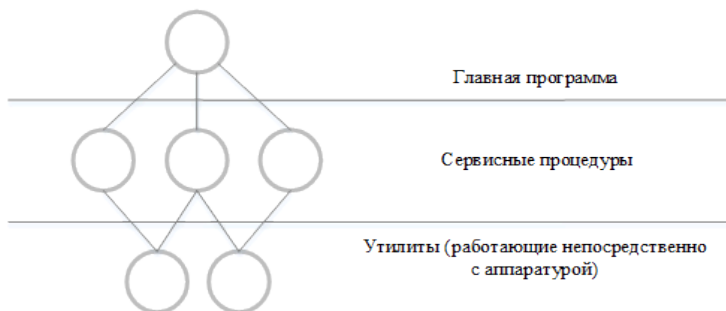 Главная программа
Сервисные процедуры
Утилиты (работающие непосредственно
с аппаратурой)